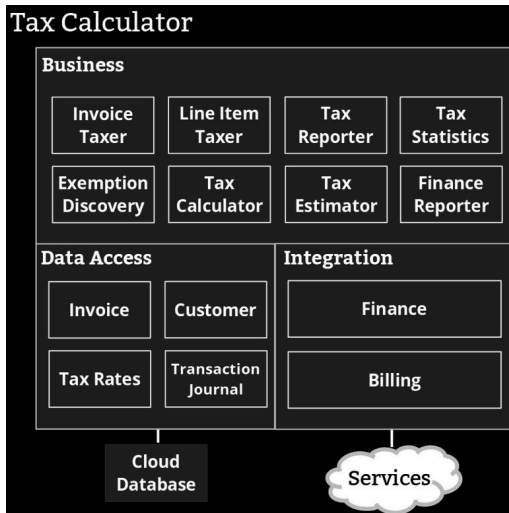 Tax Calculator
Business
Invoice
Taxer
Line Item
Taxer
Tax
Reporter
Tax
Statistics
Exemption
Discovery
Tax
Calculator
Tax
Estimator
Finance
Reporter
Data Access
Invoice
Customer
Tax Rates
Transaction
Journal
Integration
Finance
Billing
Cloud
Database
Services